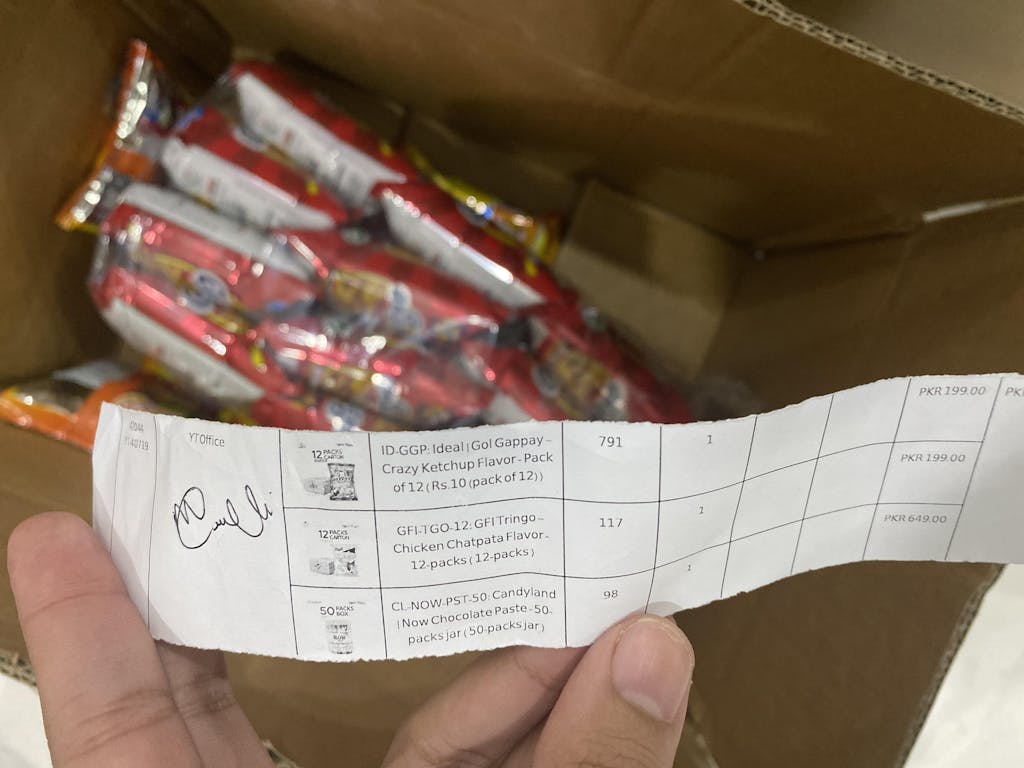 YTOffice
12 PACKS
CARTON
ID-GGP: Ideal | Gol Gappay –
Crazy Ketchup Flavor - Pack
of 12 ( Rs.10 (pack of 12))
791
1
PKR 199.00
12 PACKS
CARTON
GFI-TGO-12: GFI Tringo –
Chicken Chatpata Flavor -
12-packs ( 12-packs )
117
1
PKR 199.00
50 PACKS
BOX
CL-NOW-PST-50: Candyland
| Now Chocolate Paste - 50-
packs jar ( 50-packs jar )
98
1
PKR 649.00